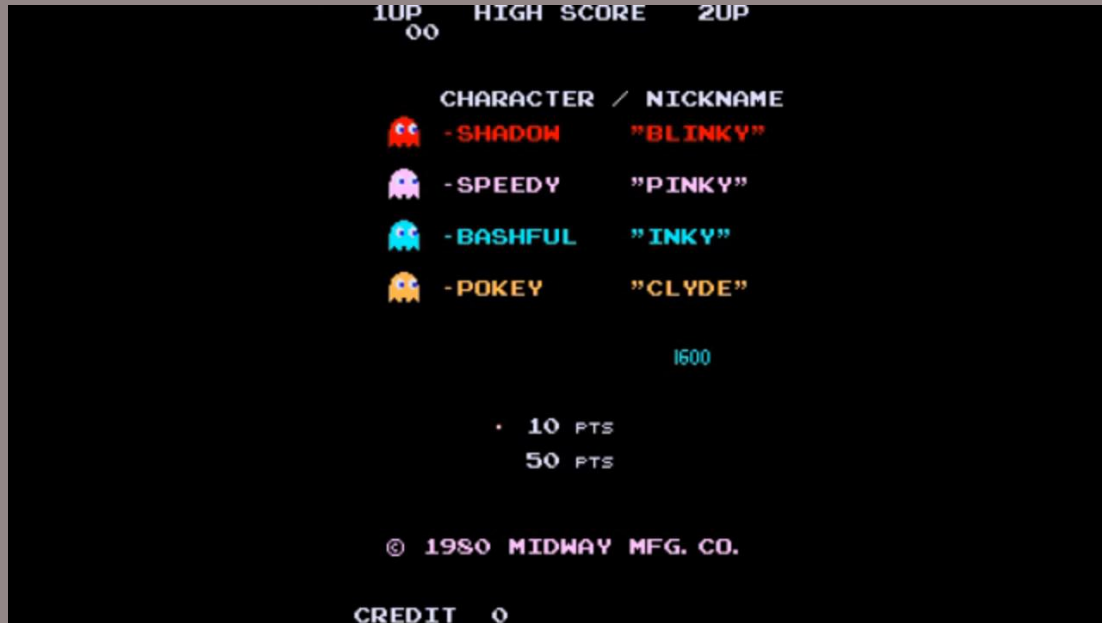 1UP HIGH SCORE 2UP
00
CHARACTER / NICKNAME
-SHADOW "BLINKY"
-SPEEDY "PINKY"
-BASHFUL "INKY"
-POKEY "CLYDE"
1600
10 PTS
50 PTS
© 1980 MIDWAY MFG. CO.
CREDIT 0